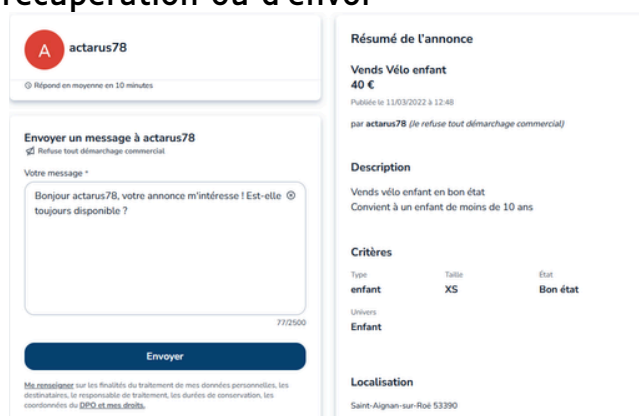 récupération ou d'envoi
A
actarus78
Répond en moyenne en 10 minutes
Envoyer un message à actarus78
Refuse tout démarchage commercial
Votre message *
Bonjour actarus78, votre annonce m'intéresse ! Est-elle
toujours disponible ?
77/2500
Envoyer
Me renseigner sur les finalités du traitement de mes données personnelles, les
destinataires, le responsable de traitement, les durées de conservation, les
coordonnées du DPO et mes droits.
Résumé de l'annonce
Vends Vélo enfant
40 €
Publiée le 11/03/2022 à 12:48
par actarus78 (Je refuse tout démarchage commercial)
Description
Vends vélo enfant en bon état
Convient à un enfant de moins de 10 ans
Critères
Type Taille État
enfant XS Bon état
Univers
Enfant
Localisation
Saint-Aignan-sur-Roë 53390